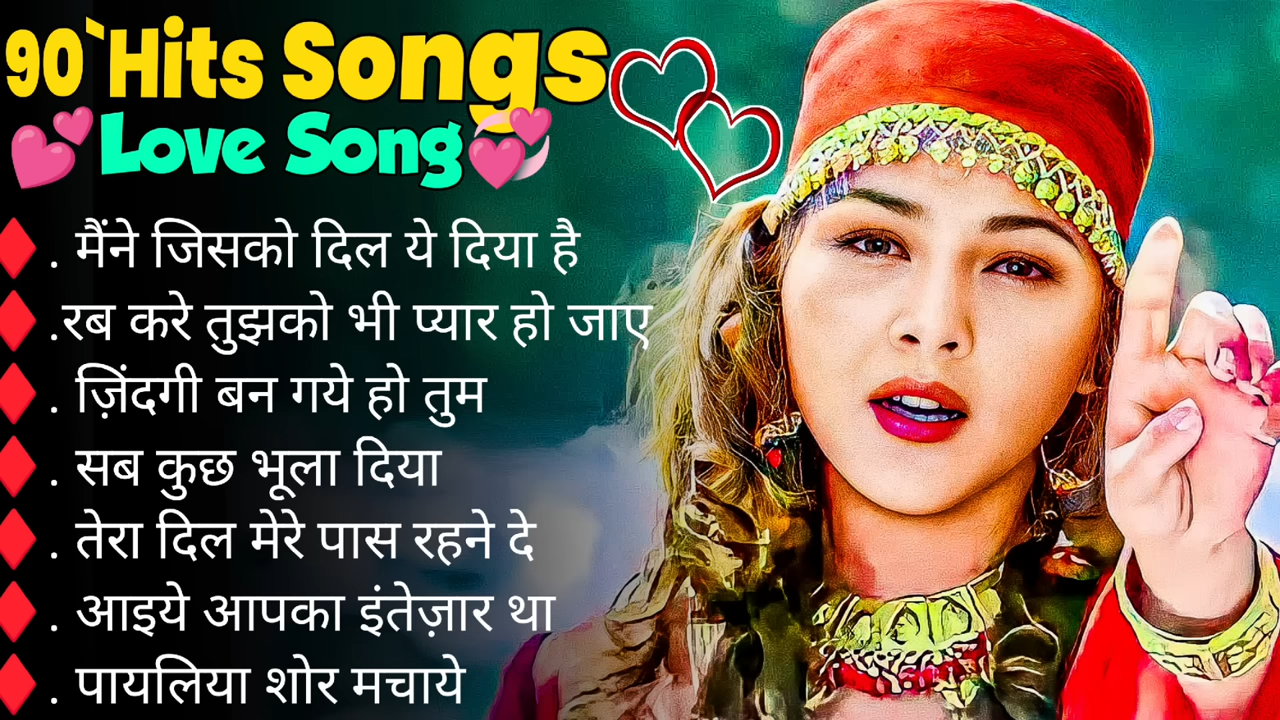 90`Hits Songs
Love Song
. मैंने जिसको दिल ये दिया है
.रब करे तुझको भी प्यार हो जाए
. ज़िंदगी बन गये हो तुम
. सब कुछ भूला दिया
. तेरा दिल मेरे पास रहने दे
. आइये आपका इंतेज़ार था
. पायलिया शोर मचाये